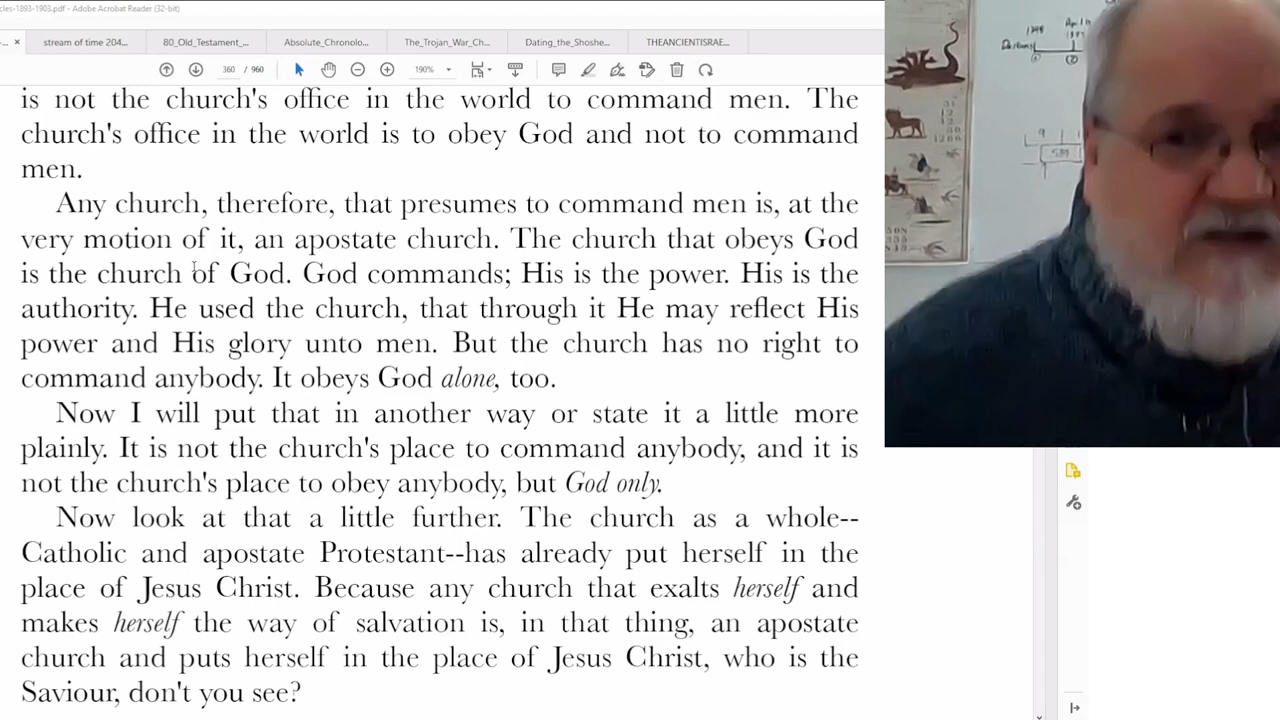 cles-1893-1903.pdf - Adobe Acrobat Reader (32-bit)
stream of time 204...
80_Old_Testament_...
Absolute_Chronolo...
The_Trojan_War_Ch...
Dating_the_Shoshe...
THEANCIENTISRAE...
360 / 960
190%
is not the church's office in the world to command men. The
church's office in the world is to obey God and not to command
men.
Any church, therefore, that presumes to command men is, at the
very motion of it, an apostate church. The church that obeys God
is the church of God. God commands; His is the power. His is the
authority. He used the church, that through it He may reflect His
power and His glory unto men. But the church has no right to
command anybody. It obeys God alone, too.
Now I will put that in another way or state it a little more
plainly. It is not the church's place to command anybody, and it is
not the church's place to obey anybody, but God only.
Now look at that a little further. The church as a whole--
Catholic and apostate Protestant--has already put herself in the
place of Jesus Christ. Because any church that exalts herself and
makes herself the way of salvation is, in that thing, an apostate
church and puts herself in the place of Jesus Christ, who is the
Saviour, don't you see?